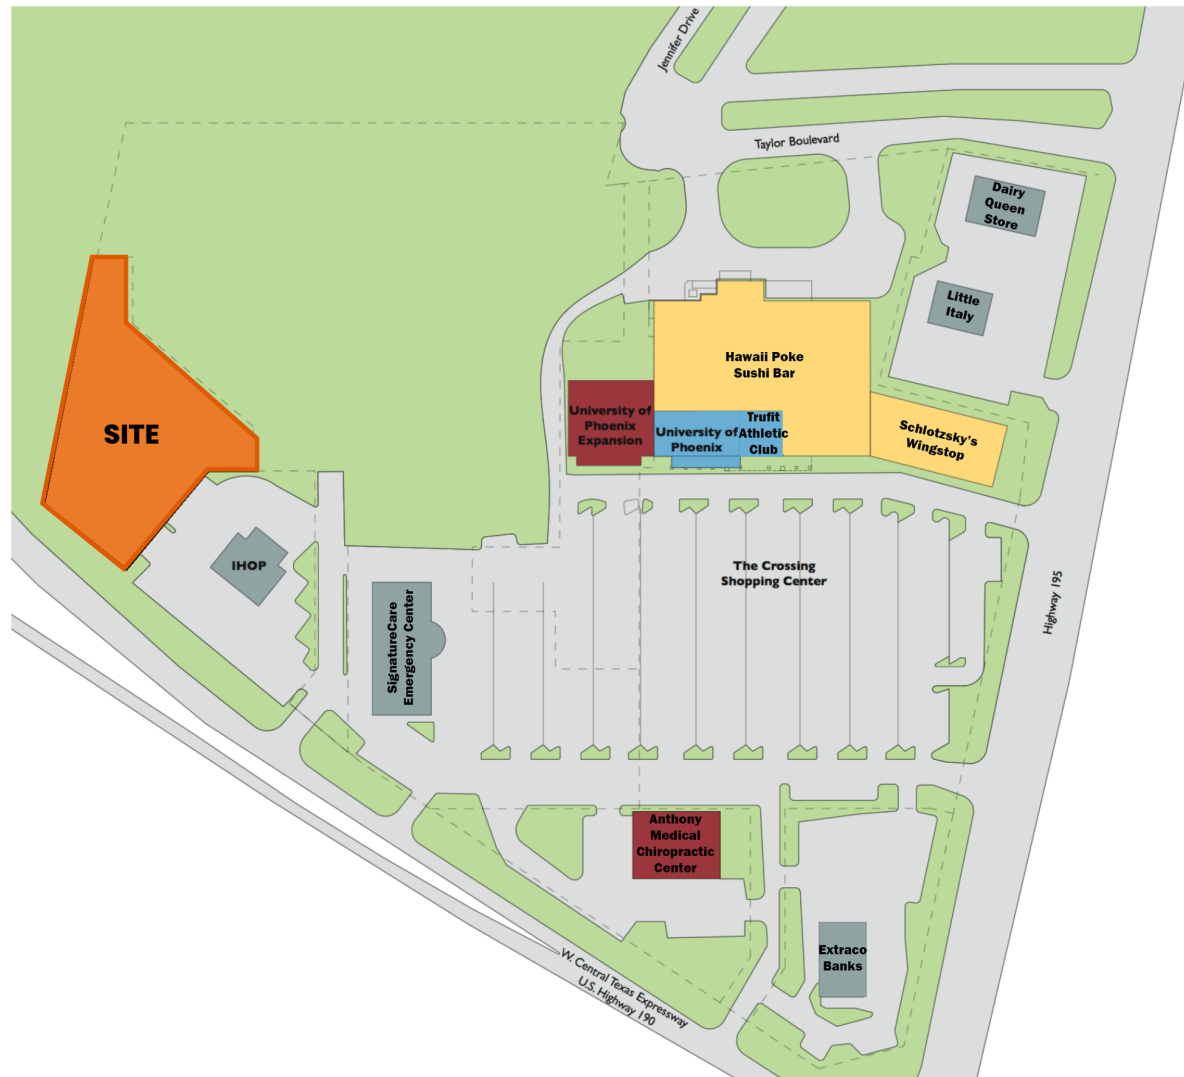 Jennifer Drive
Taylor Boulevard
Dairy
Queen
Store
Little
Italy
Hawaii Poke
Sushi Bar
University of
Phoenix
Expansion
University of
Phoenix
Trufit
Athletic
Club
Schlotzsky's
Wingstop
SITE
IHOP
SignatureCare
Emergency Center
The Crossing
Shopping Center
Highway 195
Anthony
Medical
Chiropractic
Center
Extraco
Banks
W. Central Texas Expressway
U.S. Highway 190